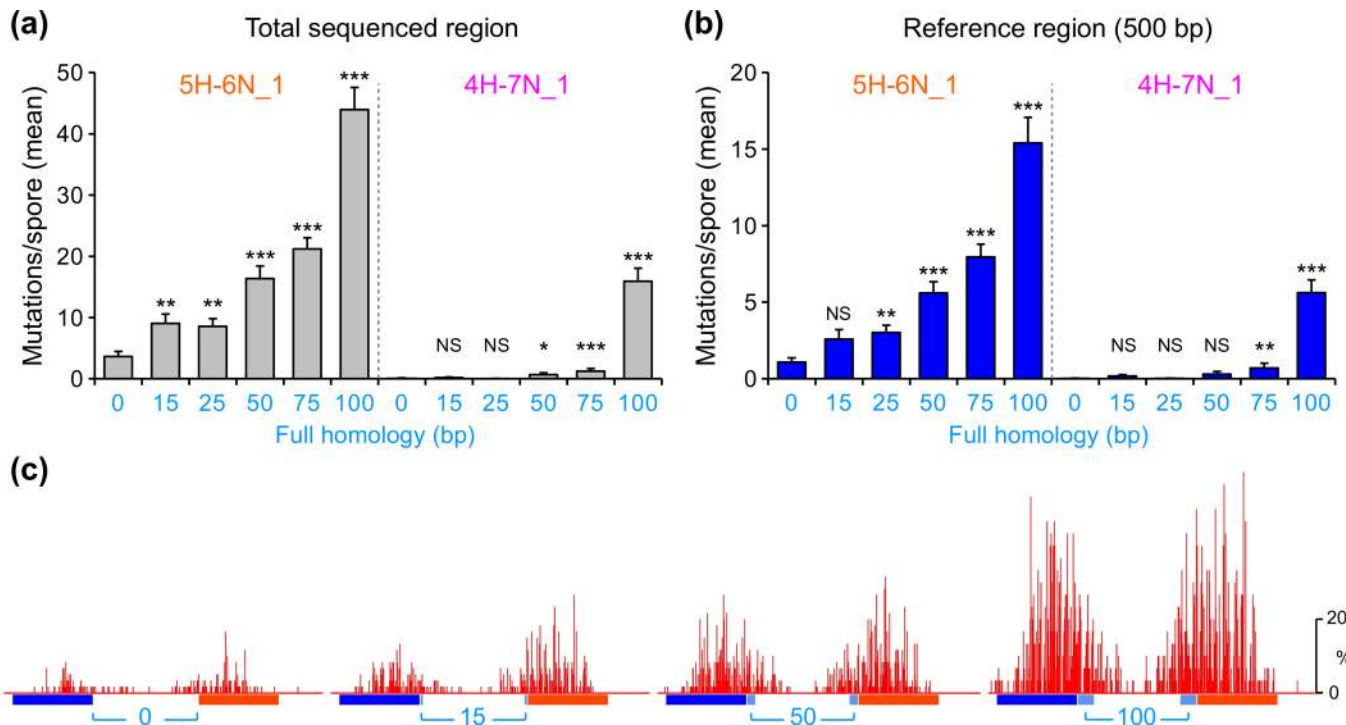 (a)
Total sequenced region
5H-6N_1
4H-7N_1
Mutations/spore (mean)
50
40
30
20
10
0
**
**
***
***
***
NS
NS
*
***
***
0 15 25 50 75 100 0 15 25 50 75 100
Full homology (bp)
(b)
Reference region (500 bp)
5H-6N_1
4H-7N_1
Mutations/spore (mean)
20
15
10
5
0
NS
**
***
***
***
NS
NS
NS
**
***
0 15 25 50 75 100 0 15 25 50 75 100
Full homology (bp)
(c)
20
%
0
0 15 50 100